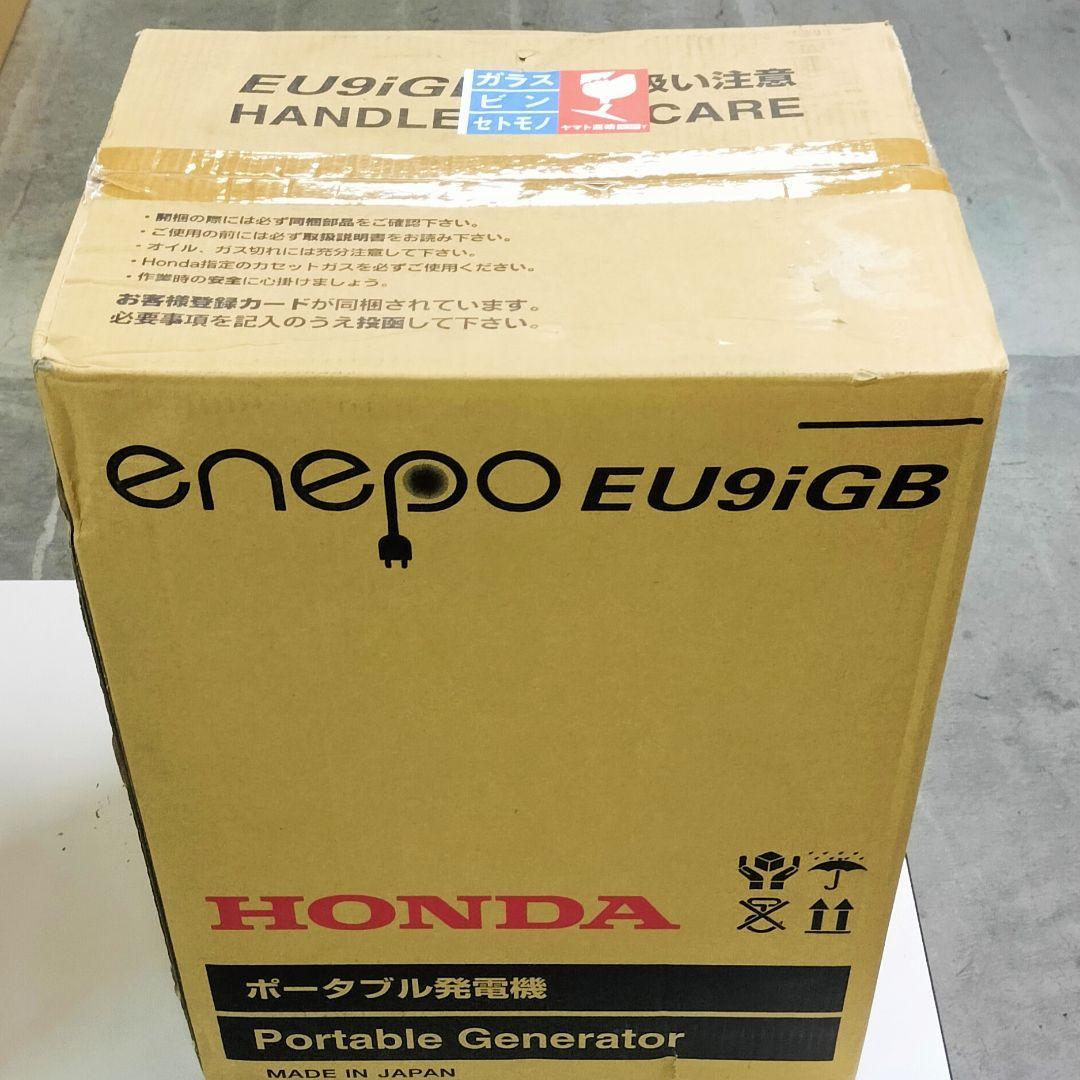 EU9iG
扱い注意
HANDLE
CARE
ガラス
ビン
セトモノ
ヤマト運輸
・開梱の際には必ず同梱部品をご確認下さい。
・ご使用の前には必ず取扱説明書をお読み下さい。
・オイル、ガス切れには充分注意して下さい。
・Honda指定のカセットガスを必ずご使用ください。
・作業時の安全に心掛けましょう。
お客様登録カードが同梱されています。
必要事項を記入のうえ投函して下さい。
enepo EU9iGB
HONDA
ポータブル発電機
Portable Generator
MADE IN JAPAN